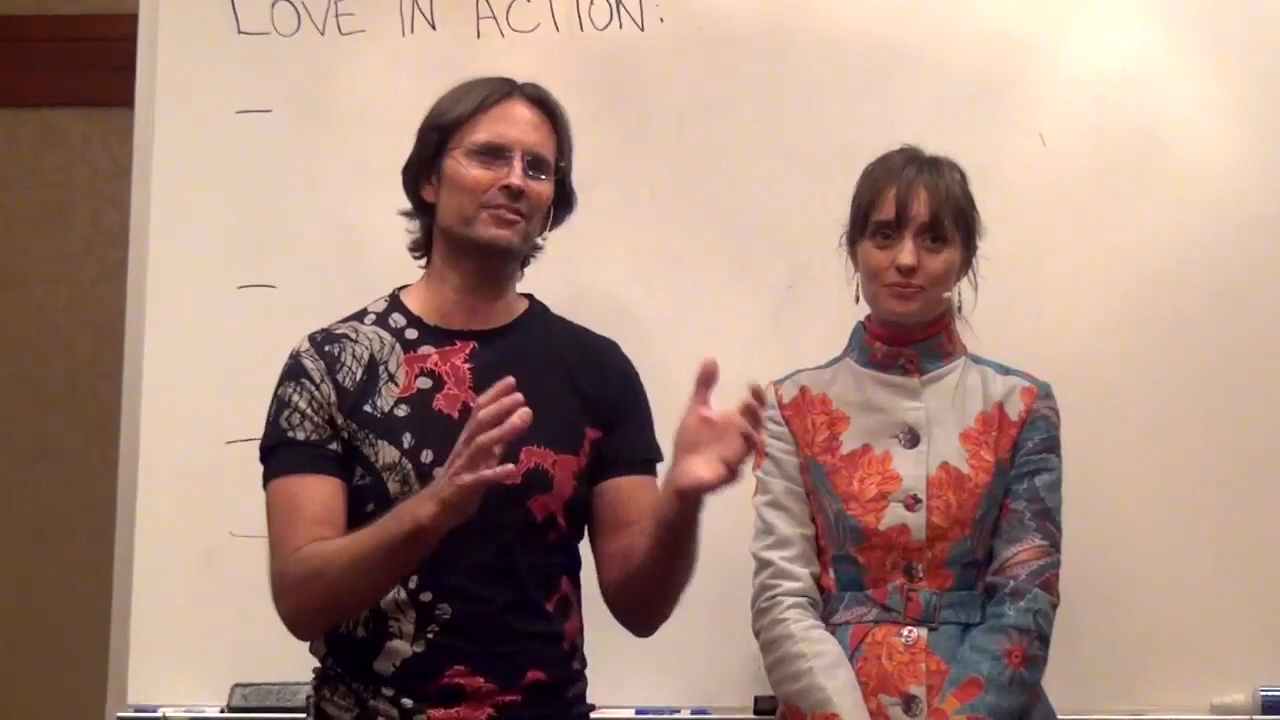 LOVE IN ACTION:
—
—
—
—